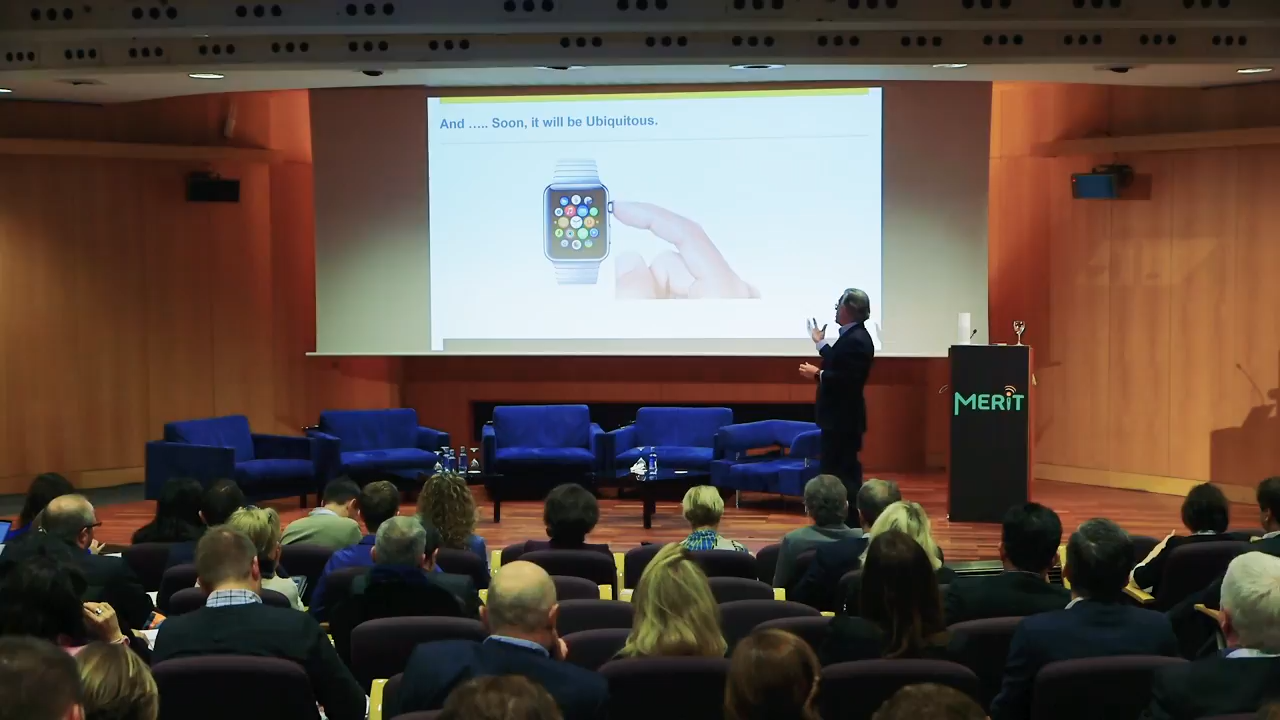 And ..... Soon, it will be Ubiquitous.
MERIT